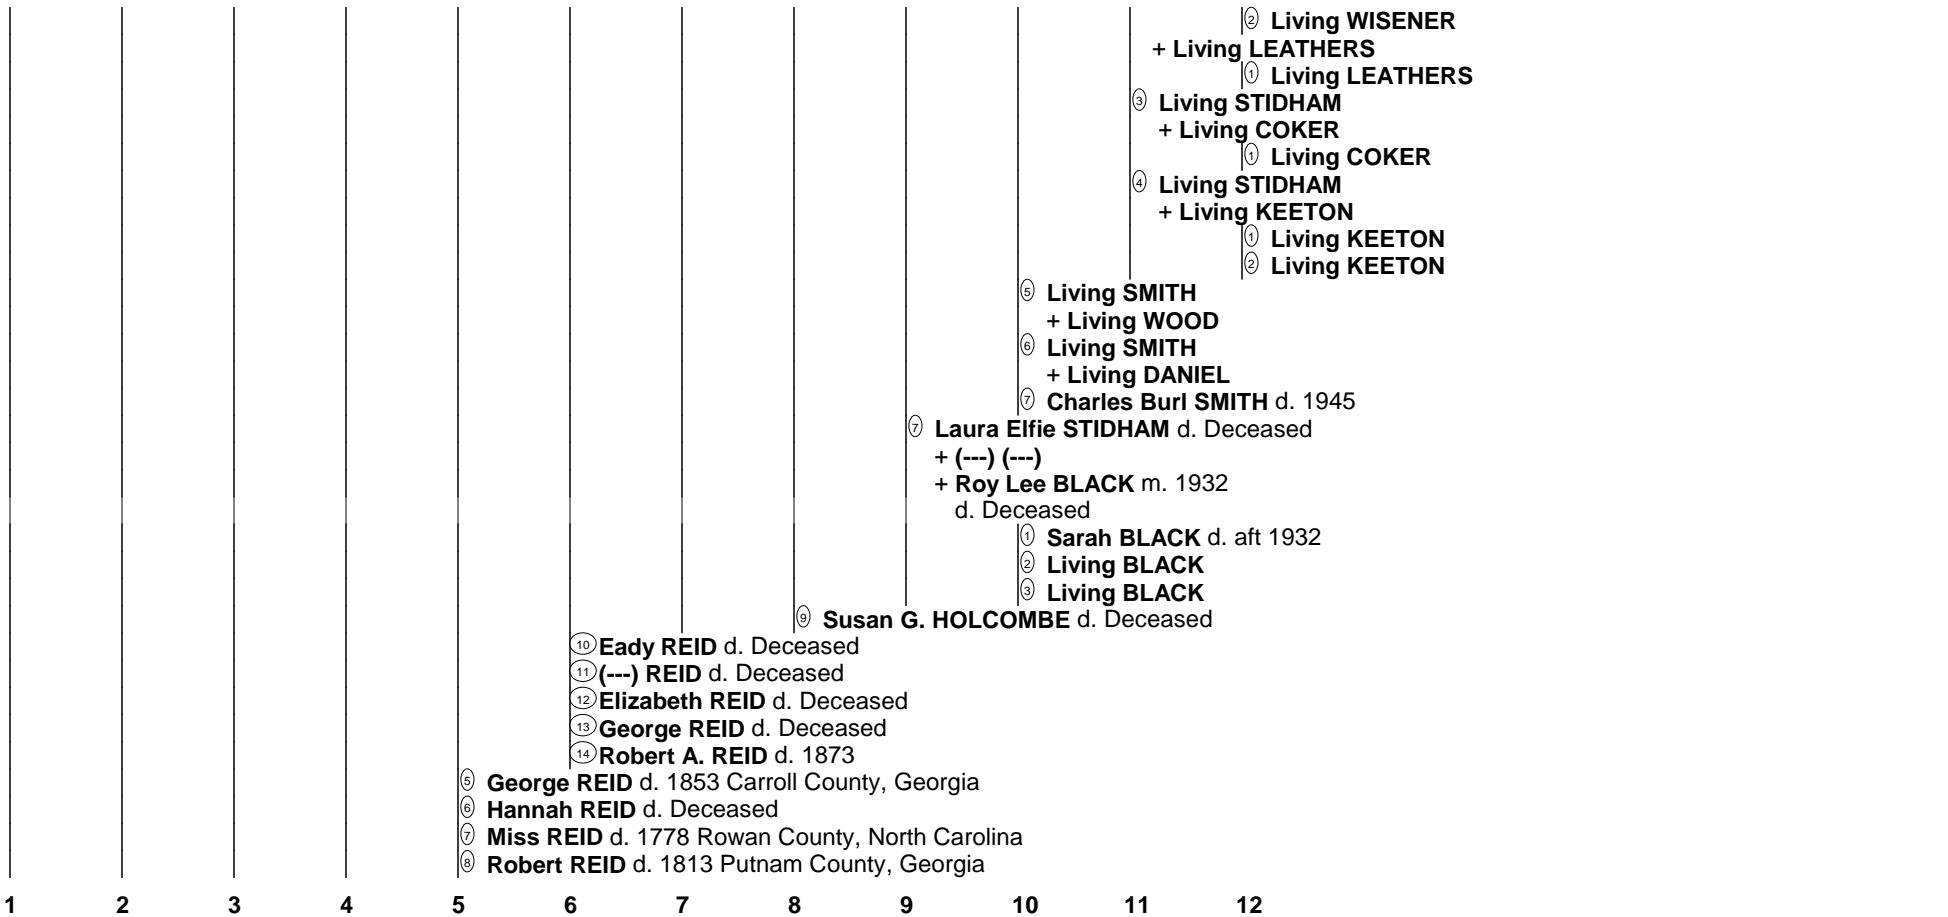 2 Living WISENER
+ Living LEATHERS
1 Living LEATHERS
3 Living STIDHAM
+ Living COKER
1 Living COKER
4 Living STIDHAM
+ Living KEETON
1 Living KEETON
2 Living KEETON
5 Living SMITH
+ Living WOOD
6 Living SMITH
+ Living DANIEL
7 Charles Burl SMITH d. 1945
7 Laura Elfie STIDHAM d. Deceased
+ (---) (---)
+ Roy Lee BLACK m. 1932
d. Deceased
1 Sarah BLACK d. aft 1932
2 Living BLACK
3 Living BLACK
9 Susan G. HOLCOMBE d. Deceased
10 Eady REID d. Deceased
11 (---) REID d. Deceased
12 Elizabeth REID d. Deceased
13 George REID d. Deceased
14 Robert A. REID d. 1873
5 George REID d. 1853 Carroll County, Georgia
6 Hannah REID d. Deceased
7 Miss REID d. 1778 Rowan County, North Carolina
8 Robert REID d. 1813 Putnam County, Georgia
1 2 3 4 5 6 7 8 9 10 11 12